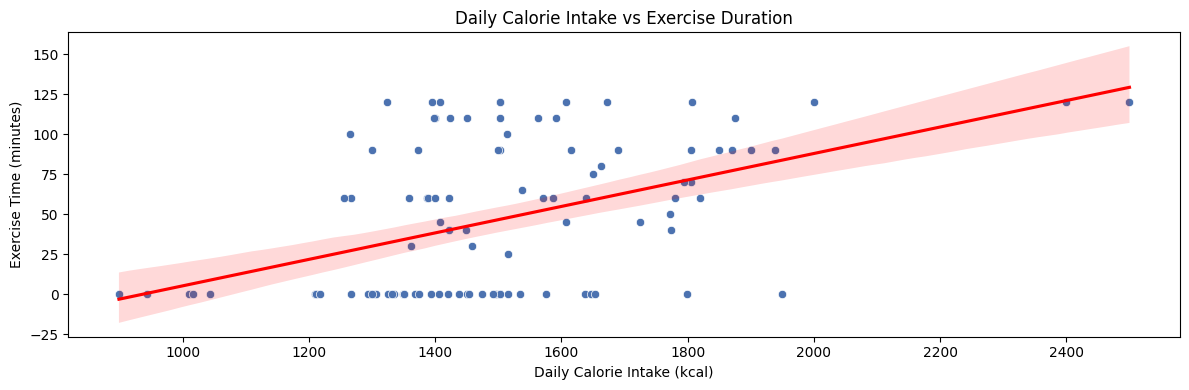 Daily Calorie Intake vs Exercise Duration
Exercise Time (minutes)
150
125
100
75
50
25
0
−25
1000 1200 1400 1600 1800 2000 2200 2400
Daily Calorie Intake (kcal)